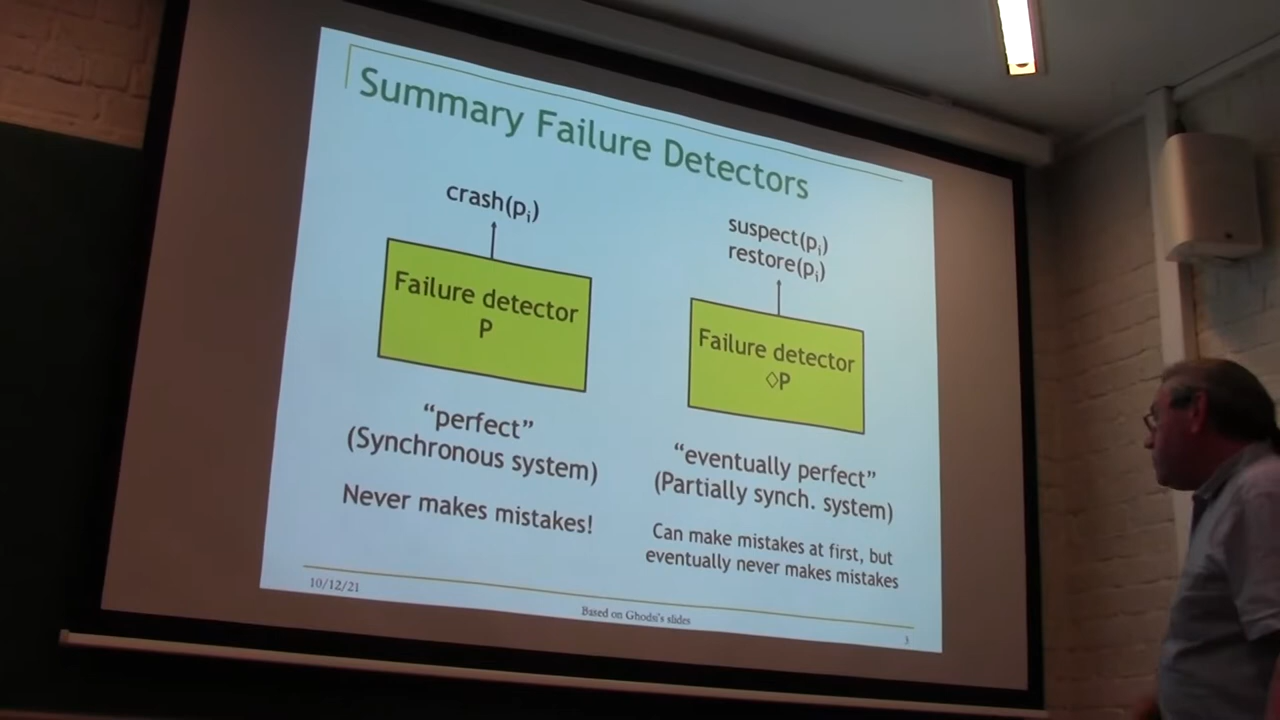 Summary Failure Detectors
crash(pᵢ)
Failure detector
P
"perfect"
(Synchronous system)
Never makes mistakes!
suspect(pᵢ)
restore(pᵢ)
Failure detector
◇P
"eventually perfect"
(Partially synch. system)
Can make mistakes at first, but
eventually never makes mistakes
10/12/21
Based on Ghodsi's slides
3